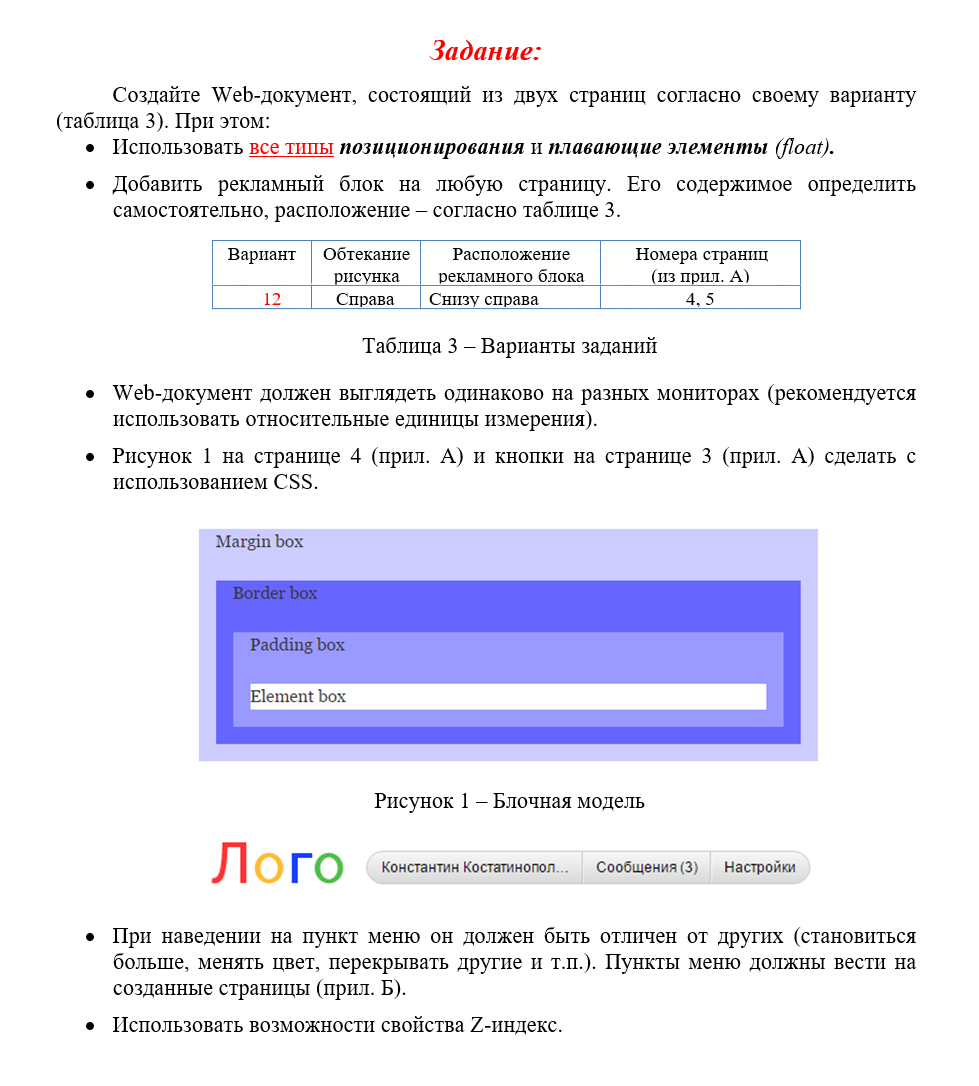 Задание:
Создайте Web-документ, состоящий из двух страниц согласно своему варианту
(таблица 3). При этом:
• Использовать все типы позиционирования и плавающие элементы (float).
• Добавить рекламный блок на любую страницу. Его содержимое определить
самостоятельно, расположение – согласно таблице 3.
Вариант Обтекание рисунка Расположение рекламного блока Номера страниц (из прил. А)
12 Справа Снизу справа 4, 5
Таблица 3 – Варианты заданий
• Web-документ должен выглядеть одинаково на разных мониторах (рекомендуется
использовать относительные единицы измерения).
• Рисунок 1 на странице 4 (прил. А) и кнопки на странице 3 (прил. А) сделать с
использованием CSS.
Margin box
Border box
Padding box
Element box
Рисунок 1 – Блочная модель
Лого Константин Костатинопол... Сообщения (3) Настройки
• При наведении на пункт меню он должен быть отличен от других (становиться
больше, менять цвет, перекрывать другие и т.п.). Пункты меню должны вести на
созданные страницы (прил. Б).
• Использовать возможности свойства Z-индекс.